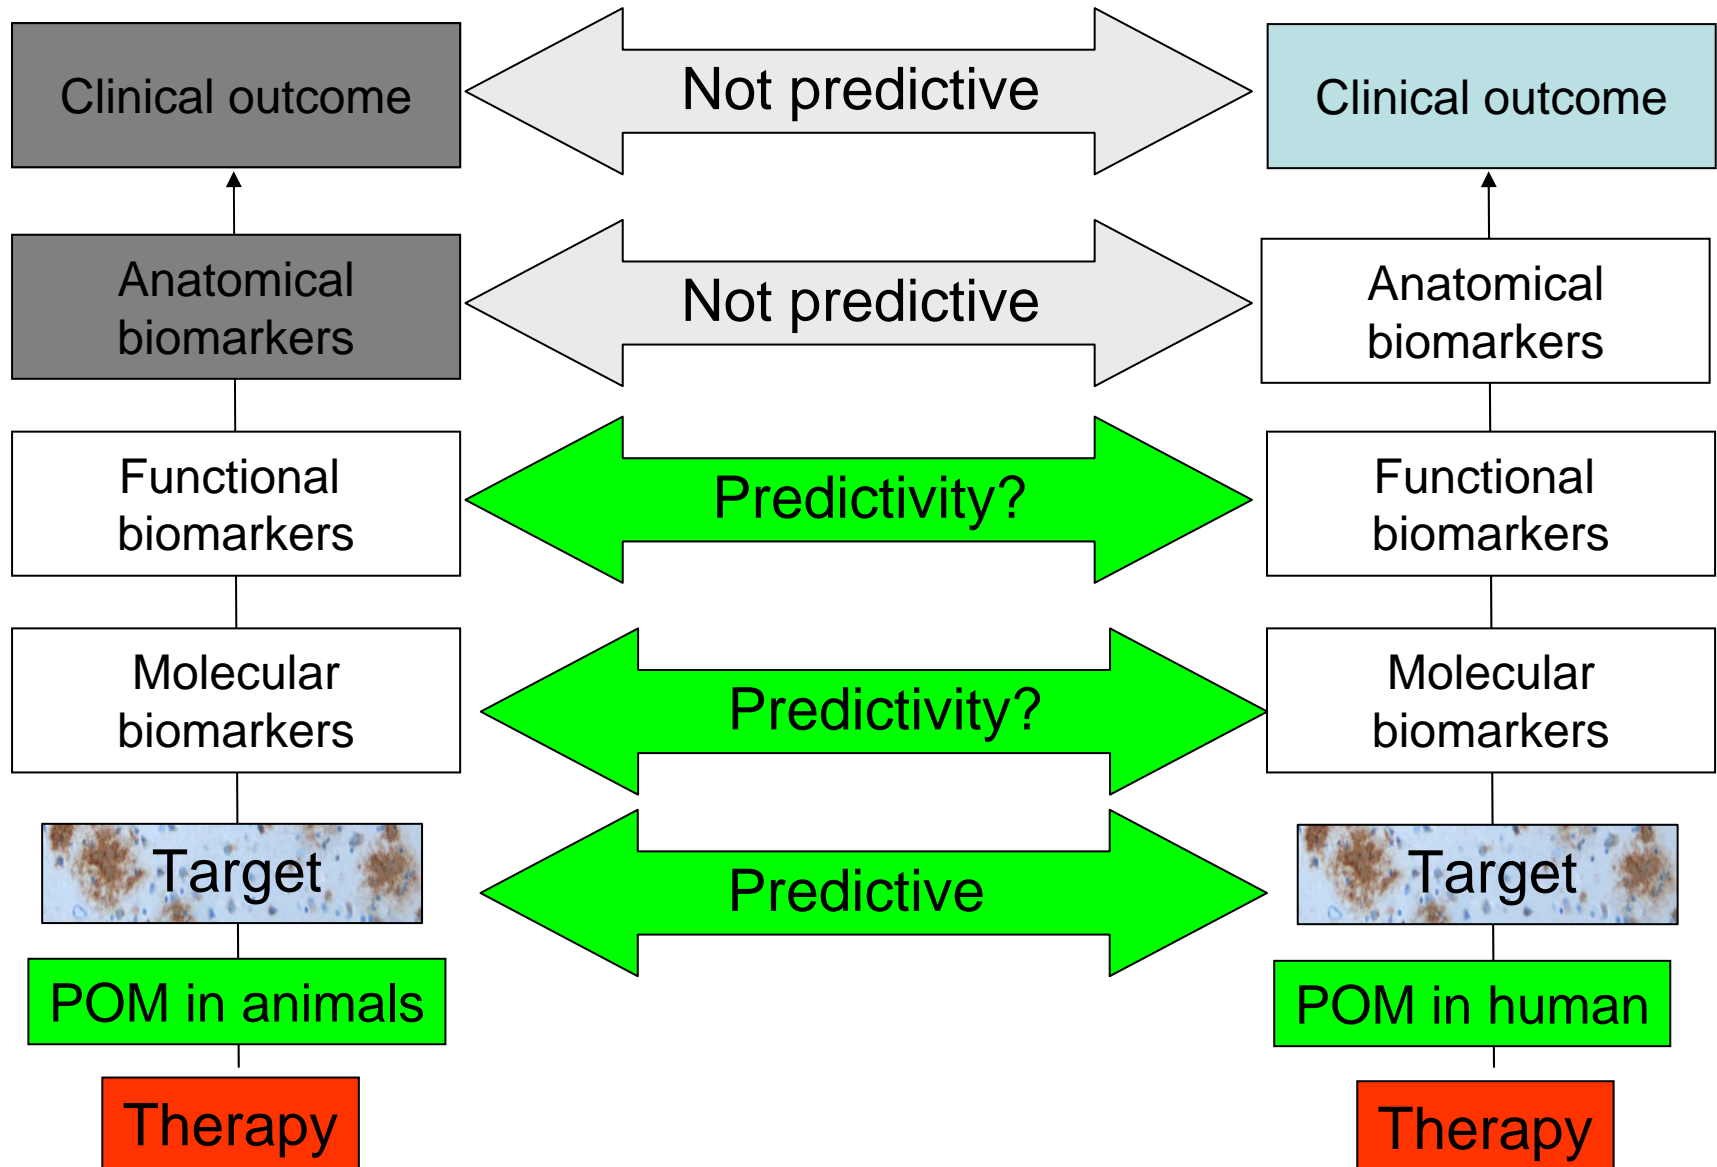 Clinical outcome
Not predictive
Clinical outcome
Anatomical
biomarkers
Not predictive
Anatomical
biomarkers
Functional
biomarkers
Predictivity?
Functional
biomarkers
Molecular
biomarkers
Predictivity?
Molecular
biomarkers
Target
Predictive
Target
POM in animals
POM in human
Therapy
Therapy